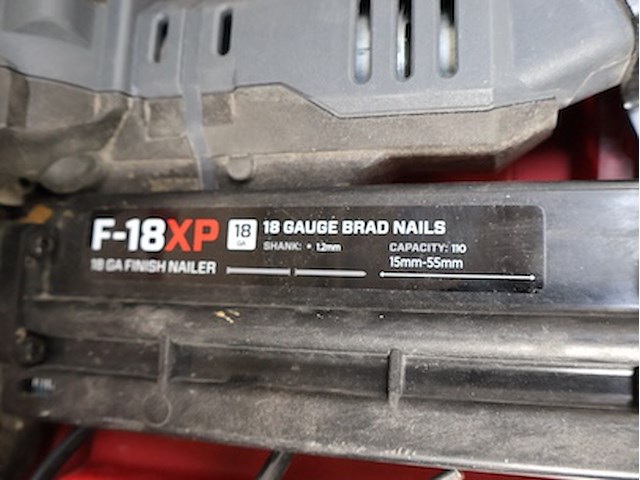 F-18XP
18 GA FINISH NAILER
18
GA
18 GAUGE BRAD NAILS
SHANK: • 1.2mm
CAPACITY: 110
15mm-55mm